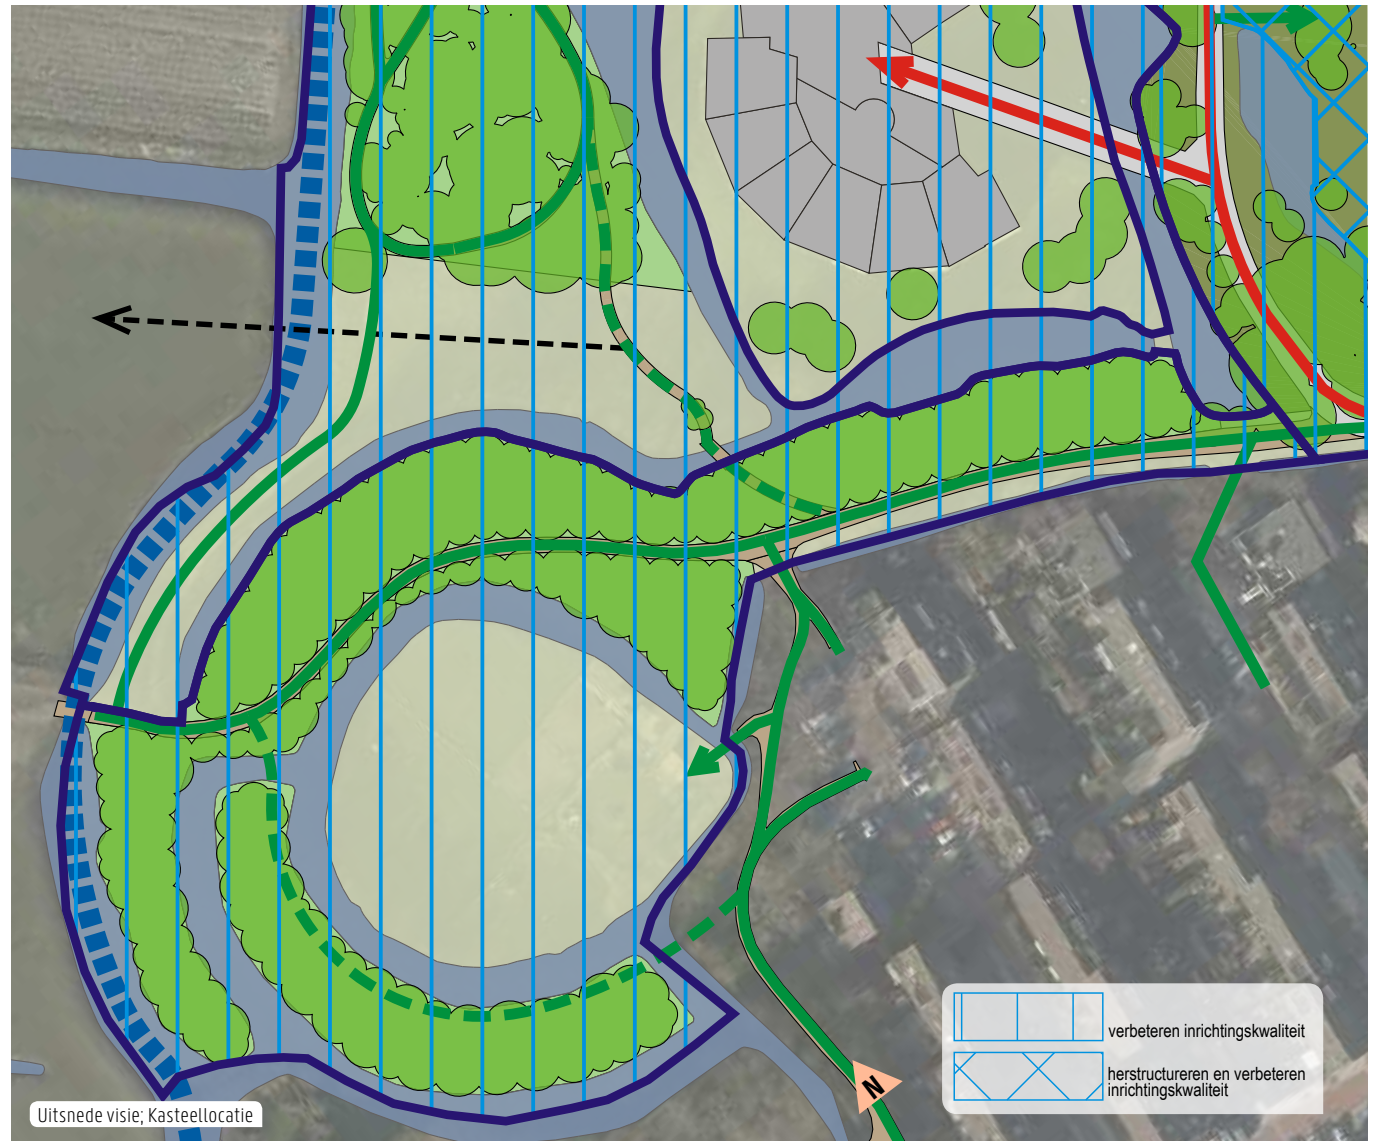 verbeteren inrichtingskwaliteit
herstructureren en verbeteren
inrichtingskwaliteit
N
Uitsnede visie; Kasteellocatie